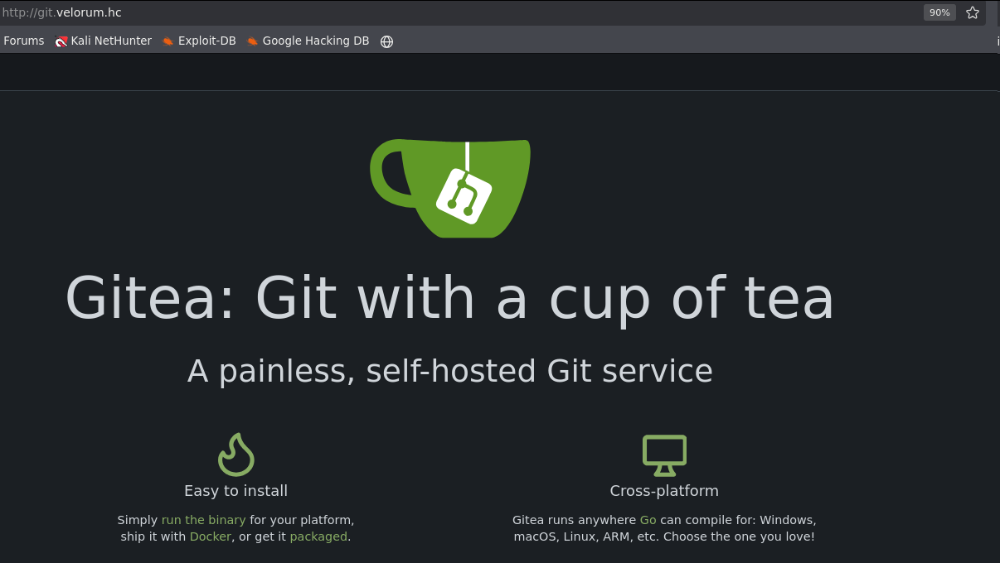 http://git.velorum.hc 90%
Forums Kali NetHunter Exploit-DB Google Hacking DB
Gitea: Git with a cup of tea
A painless, self-hosted Git service
Easy to install
Simply run the binary for your platform,
ship it with Docker, or get it packaged.
Cross-platform
Gitea runs anywhere Go can compile for: Windows,
macOS, Linux, ARM, etc. Choose the one you love!